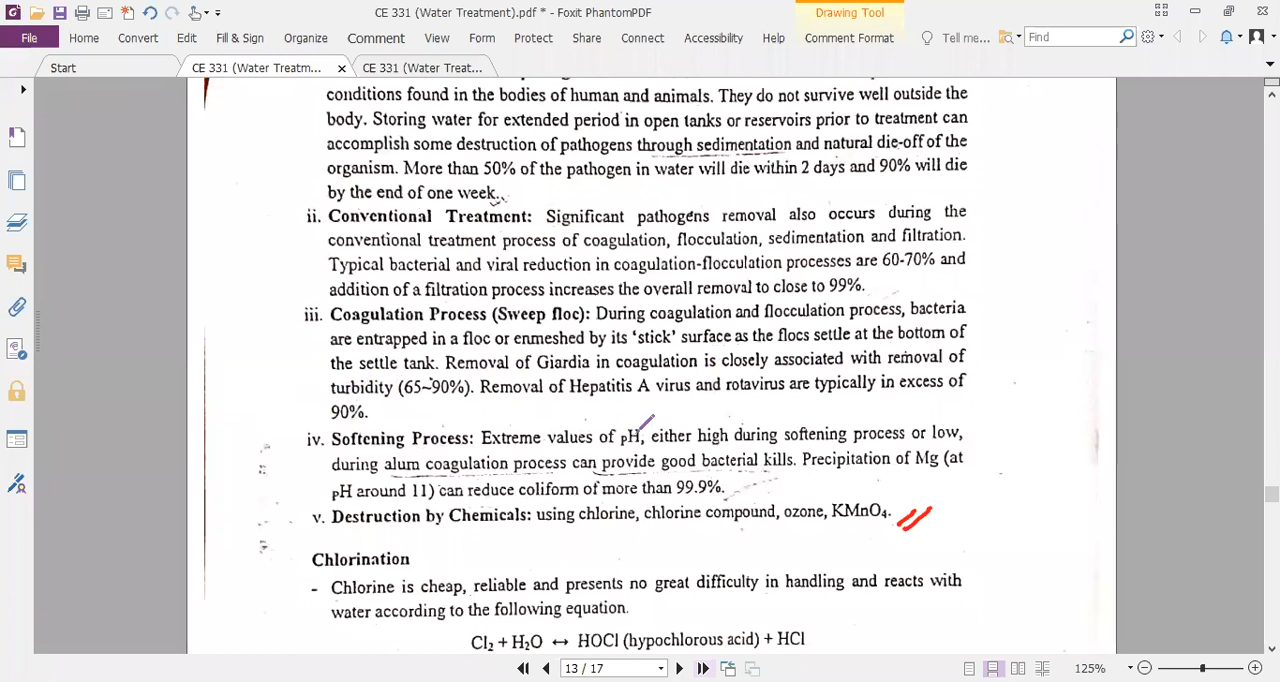 CE 331 (Water Treatment).pdf * - Foxit PhantomPDF
Drawing Tool
File Home Convert Edit Fill & Sign Organize Comment View Form Protect Share Connect Accessibility Help Comment Format Tell me... Find
Start CE 331 (Water Treatm... CE 331 (Water Treat...
conditions found in the bodies of human and animals. They do not survive well outside the
body. Storing water for extended period in open tanks or reservoirs prior to treatment can
accomplish some destruction of pathogens through sedimentation and natural die-off of the
organism. More than 50% of the pathogen in water will die within 2 days and 90% will die
by the end of one week.
ii. Conventional Treatment: Significant pathogens removal also occurs during the
conventional treatment process of coagulation, flocculation, sedimentation and filtration.
Typical bacterial and viral reduction in coagulation-flocculation processes are 60-70% and
addition of a filtration process increases the overall removal to close to 99%.
iii. Coagulation Process (Sweep floc): During coagulation and flocculation process, bacteria
are entrapped in a floc or enmeshed by its ‘stick’ surface as the flocs settle at the bottom of
the settle tank. Removal of Giardia in coagulation is closely associated with removal of
turbidity (65~90%). Removal of Hepatitis A virus and rotavirus are typically in excess of
90%.
iv. Softening Process: Extreme values of pH, either high during softening process or low,
during alum coagulation process can provide good bacterial kills. Precipitation of Mg (at
pH around 11) can reduce coliform of more than 99.9%.
v. Destruction by Chemicals: using chlorine, chlorine compound, ozone, KMnO4.
Chlorination
- Chlorine is cheap, reliable and presents no great difficulty in handling and reacts with
water according to the following equation.
Cl2 + H2O ↔ HOCl (hypochlorous acid) + HCl
13 / 17
125%